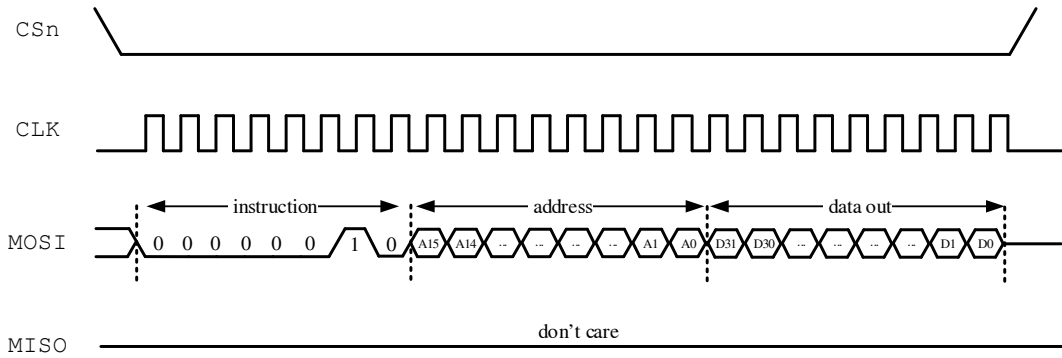 CSn
CLK
instruction address data out
MOSI 0 0 0 0 0 0 1 0 A15 A14 ... ... ... ... A1 A0 D31 D30 ... ... ... ... D1 D0
don't care
MISO